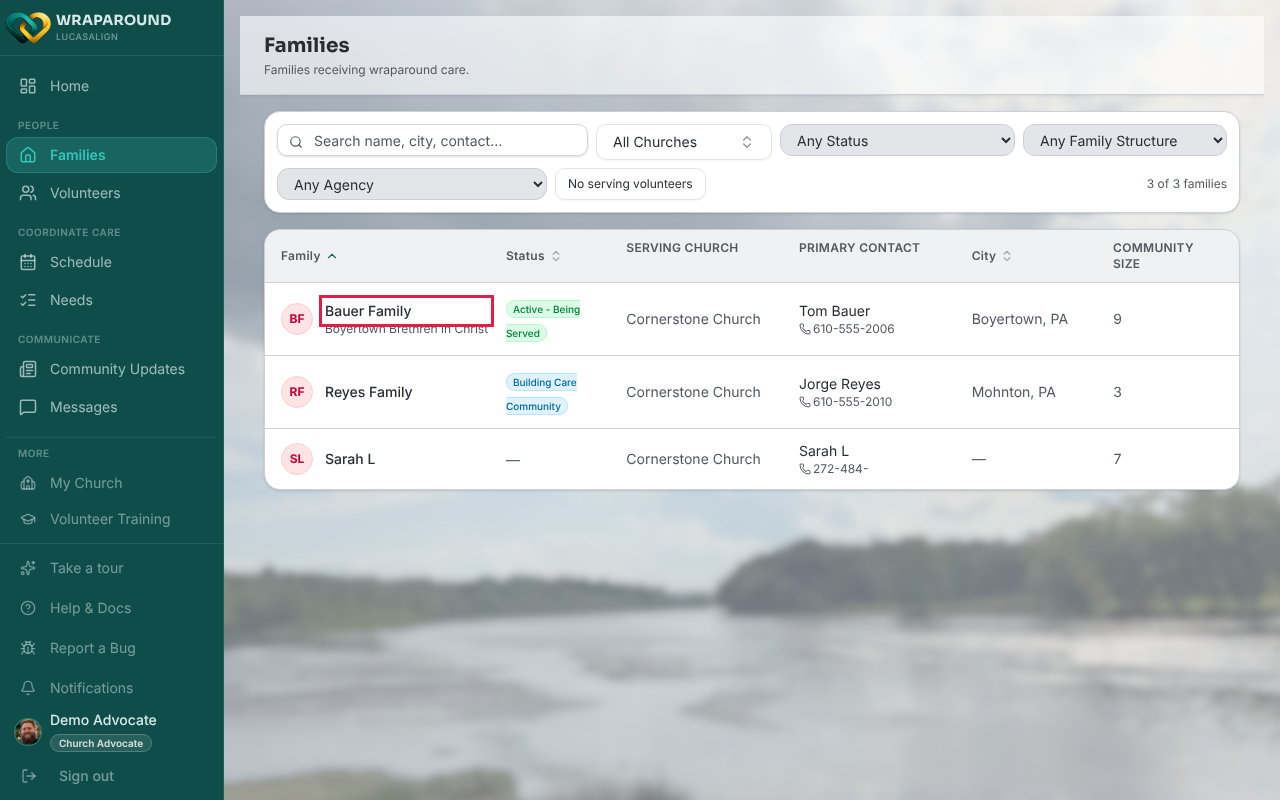 WRAPAROUND
LUCASALIGN
Home
PEOPLE
Families
Volunteers
COORDINATE CARE
Schedule
Needs
COMMUNICATE
Community Updates
Messages
MORE
My Church
Volunteer Training
Take a tour
Help & Docs
Report a Bug
Notifications
Demo Advocate
Church Advocate
Sign out
Families
Families receiving wraparound care.
Search name, city, contact...
All Churches
Any Status
Any Family Structure
Any Agency
No serving volunteers
3 of 3 families
Family
Status
SERVING CHURCH
PRIMARY CONTACT
City
COMMUNITY SIZE
BF
Bauer Family
Boyertown Brethren in Christ
Active - Being Served
Cornerstone Church
Tom Bauer
610-555-2006
Boyertown, PA
9
RF
Reyes Family
Building Care Community
Cornerstone Church
Jorge Reyes
610-555-2010
Mohnton, PA
3
SL
Sarah L
—
Cornerstone Church
Sarah L
272-484-
—
7